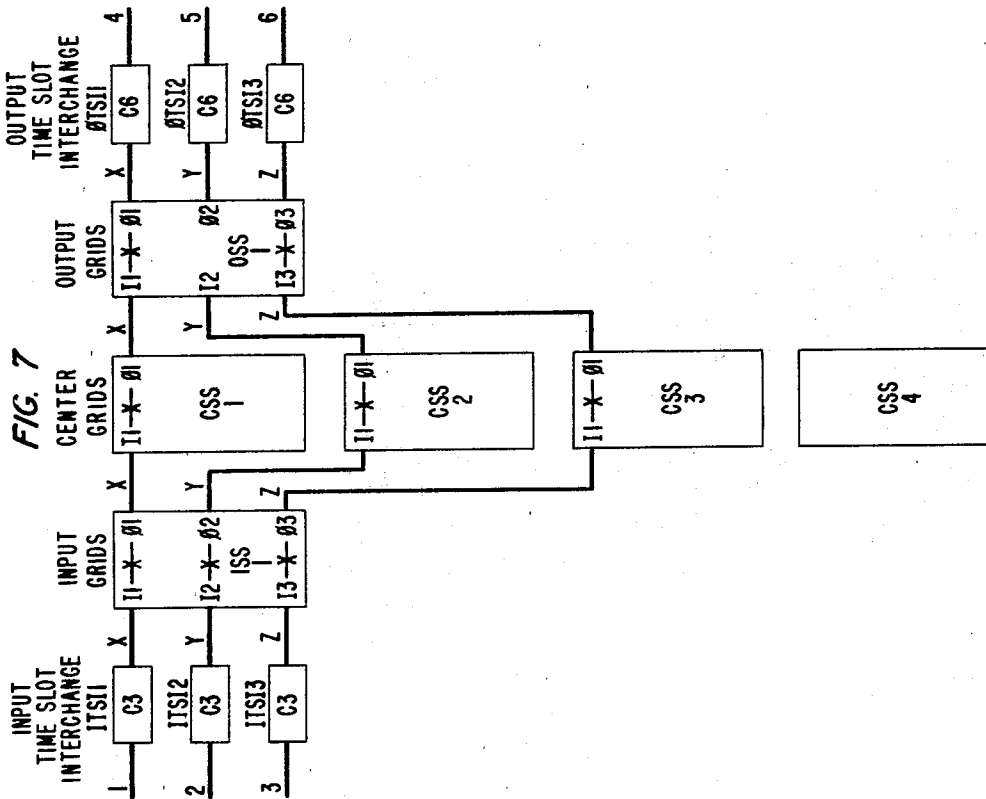 FIG. 7
INPUT
TIME SLOT
INTERCHANGE
INPUT
GRIDS
CENTER
GRIDS
OUTPUT
GRIDS
OUTPUT
TIME SLOT
INTERCHANGE
ITSI1
ØTSI1
1
C3
X
I1-X-Ø1
X
I1-X-Ø1
X
I1-X-Ø1
X
C6
4
CSS
1
ITSI2
ØTSI2
2
C3
Y
I2-X-Ø2
Y
Y
I2
Ø2
Y
C6
5
ISS
1
OSS
1
ITSI3
ØTSI3
3
C3
Z
I3-X-Ø3
Z
Z
I3-X-Ø3
Z
C6
6
I1-X-Ø1
CSS
2
I1-X-Ø1
CSS
3
CSS
4